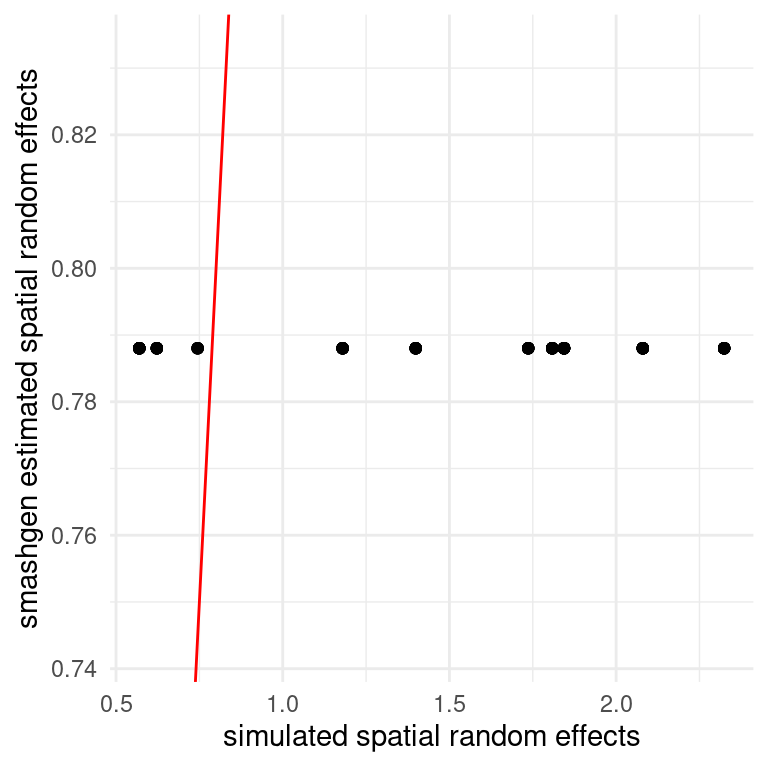 smashgen estimated spatial random effects
0.82
0.80
0.78
0.76
0.74
0.5 1.0 1.5 2.0
simulated spatial random effects